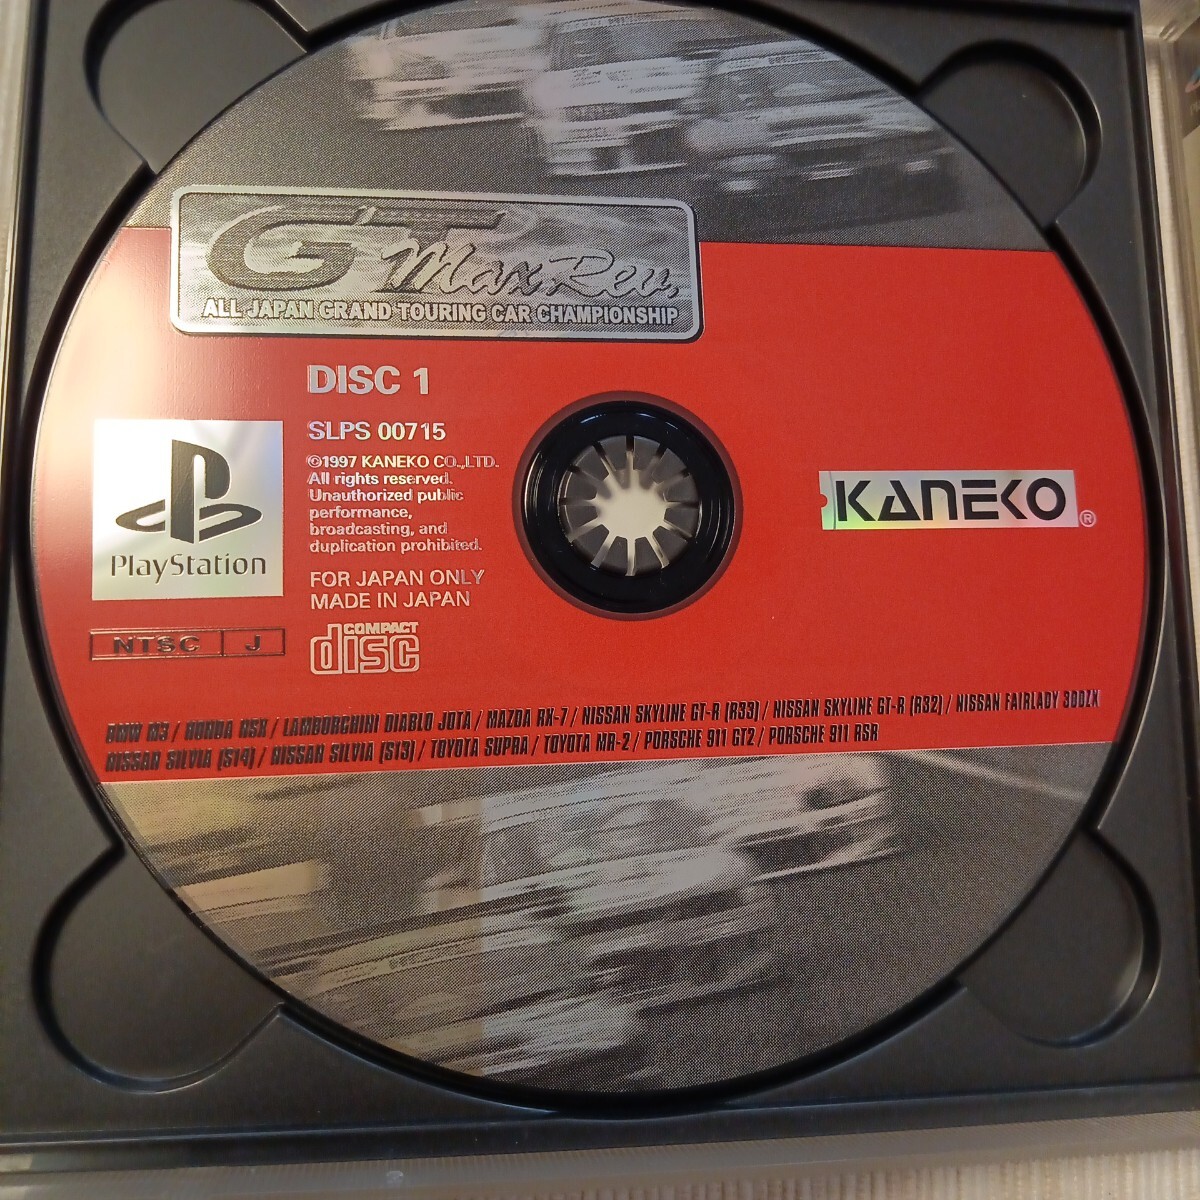 GT Max Rev.
ALL JAPAN GRAND TOURING CAR CHAMPIONSHIP
DISC 1
SLPS 00715
©1997 KANEKO CO.,LTD.
All rights reserved.
Unauthorized public
performance,
broadcasting, and
duplication prohibited.
FOR JAPAN ONLY
MADE IN JAPAN
PlayStation
NTSC J
COMPACT
disc
KANEKO®
BMW M3 / HONDA NSX / LAMBORGHINI DIABLO JOTA / MAZDA RX-7 / NISSAN SKYLINE GT-R (R33) / NISSAN SKYLINE GT-R (R32) / NISSAN FAIRLADY 300ZX
NISSAN SILVIA (S14) / NISSAN SILVIA (S13) / TOYOTA SUPRA / TOYOTA MR-2 / PORSCHE 911 GT2 / PORSCHE 911 RSR